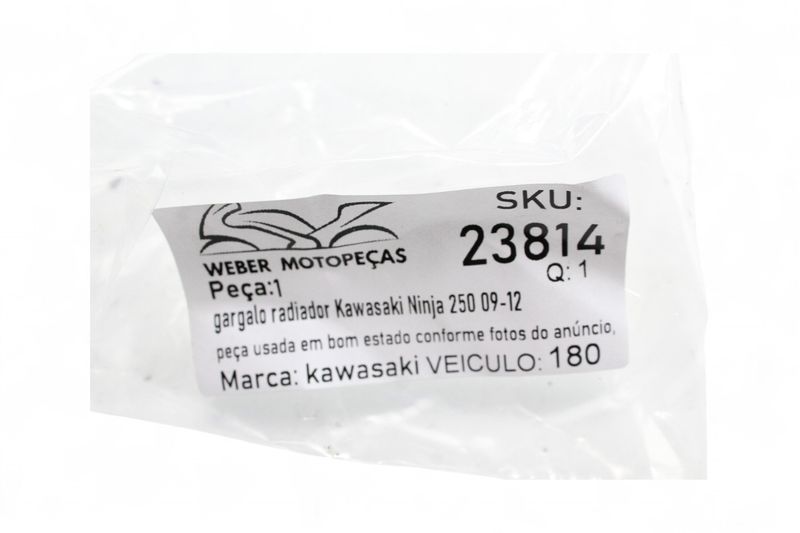 SKU:
23814
Q: 1
WEBER MOTOPEÇAS
Peça:1
gargalo radiador Kawasaki Ninja 250 09-12
peça usada em bom estado conforme fotos do anúncio,
Marca: kawasaki VEICULO: 180